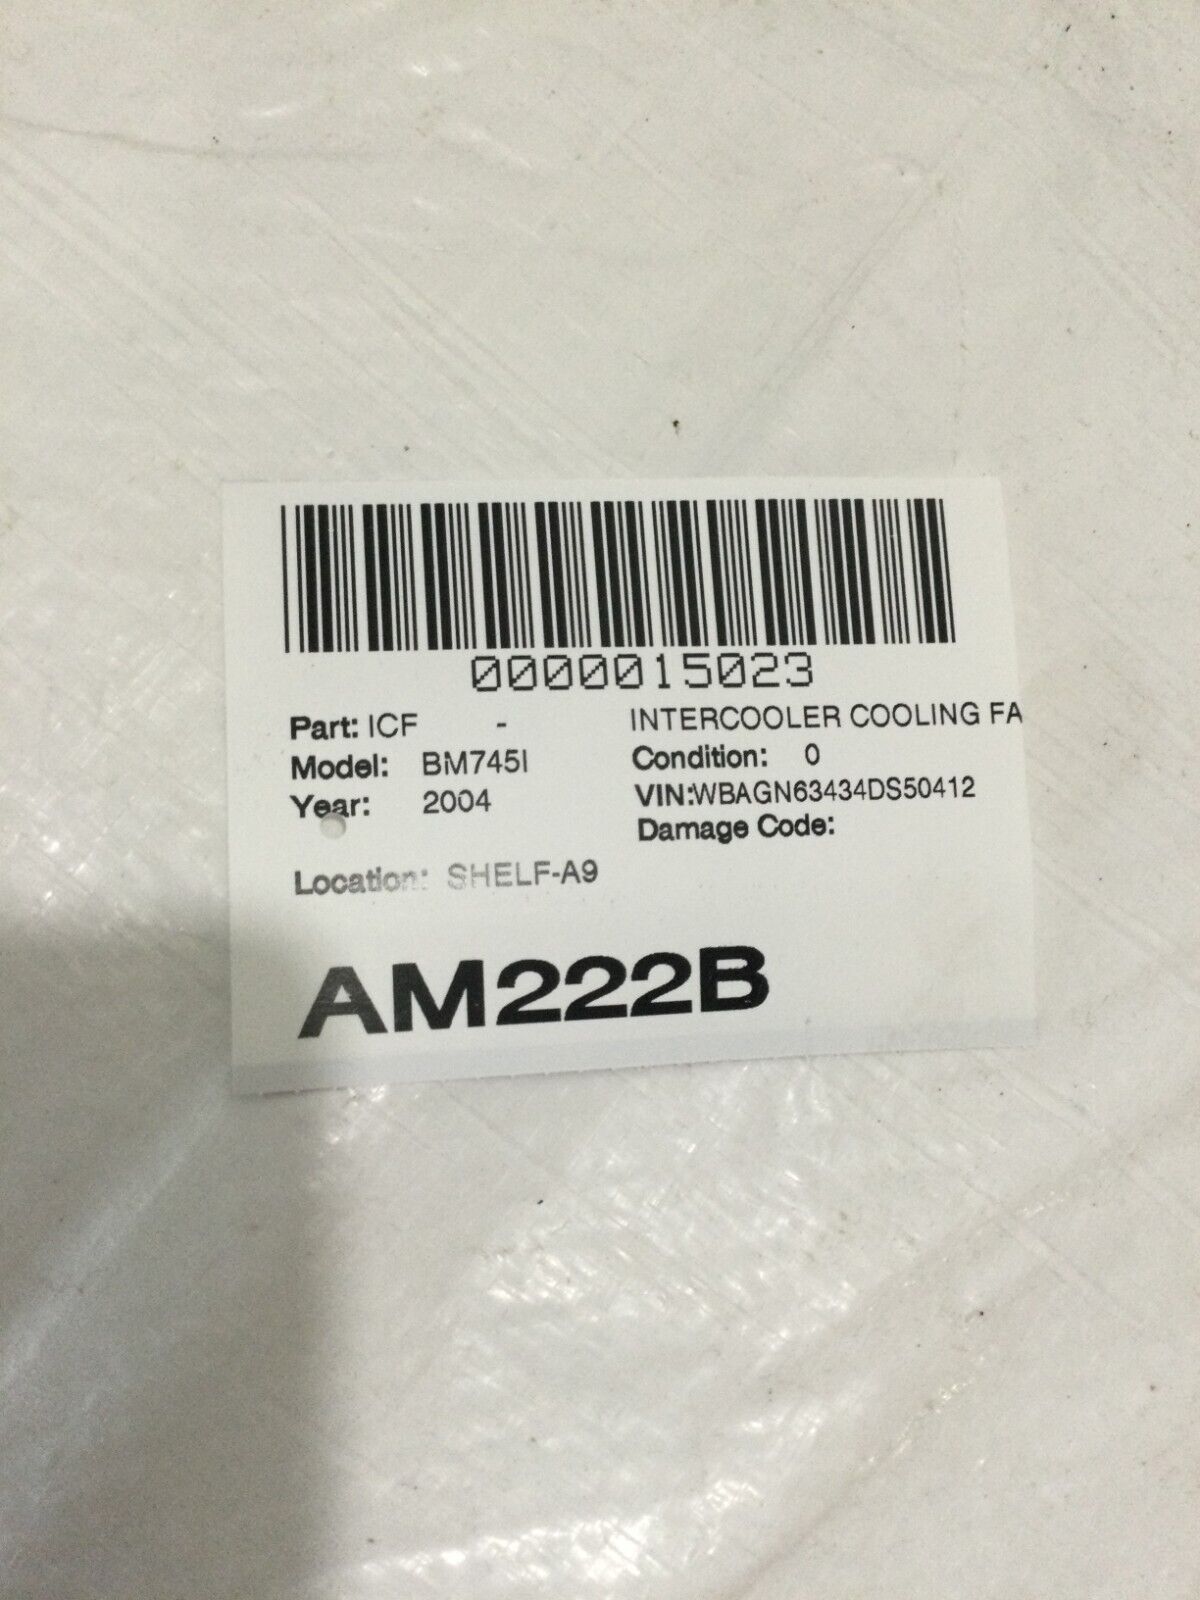 0000015023
Part: ICF - INTERCOOLER COOLING FA
Model: BM745I Condition: 0
Year: 2004 VIN:WBAGN63434DS50412
Damage Code:
Location: SHELF-A9
AM222B